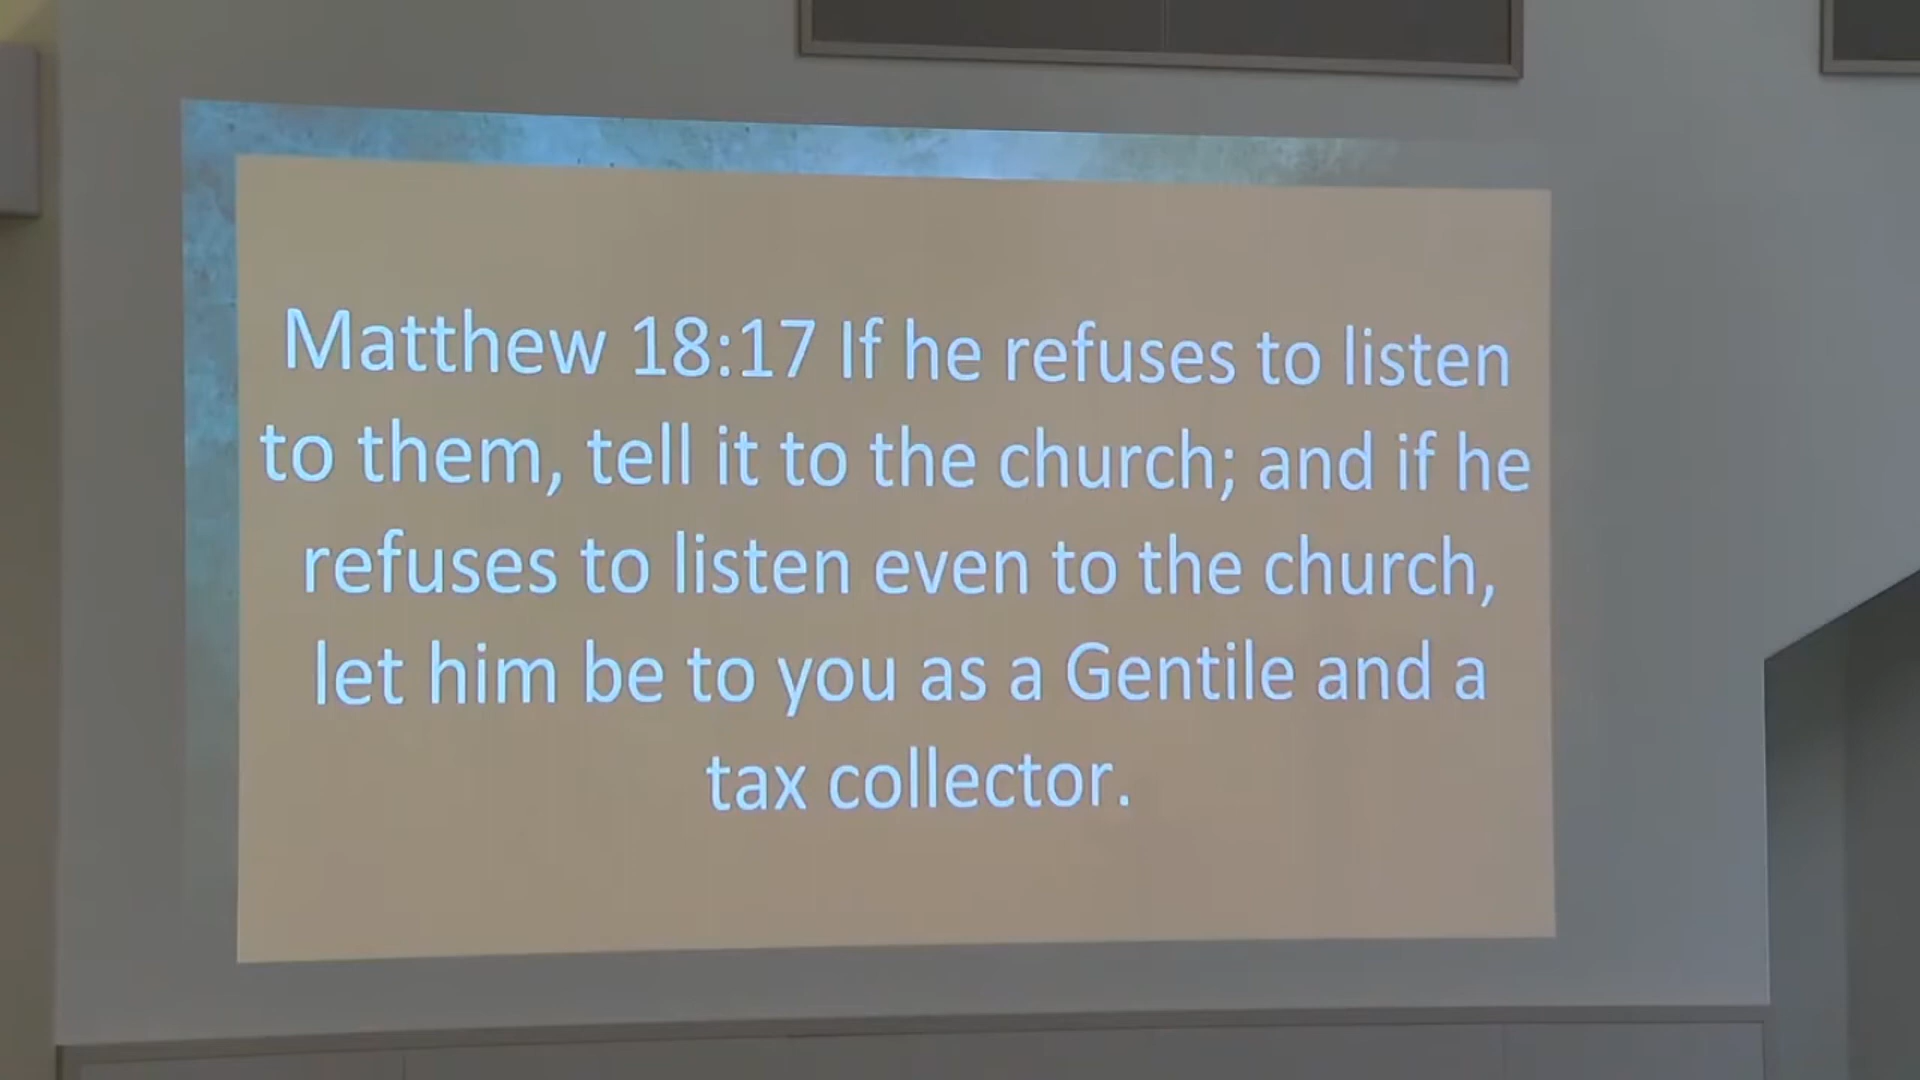 Matthew 18:17 If he refuses to listen
to them, tell it to the church; and if he
refuses to listen even to the church,
let him be to you as a Gentile and a
tax collector.